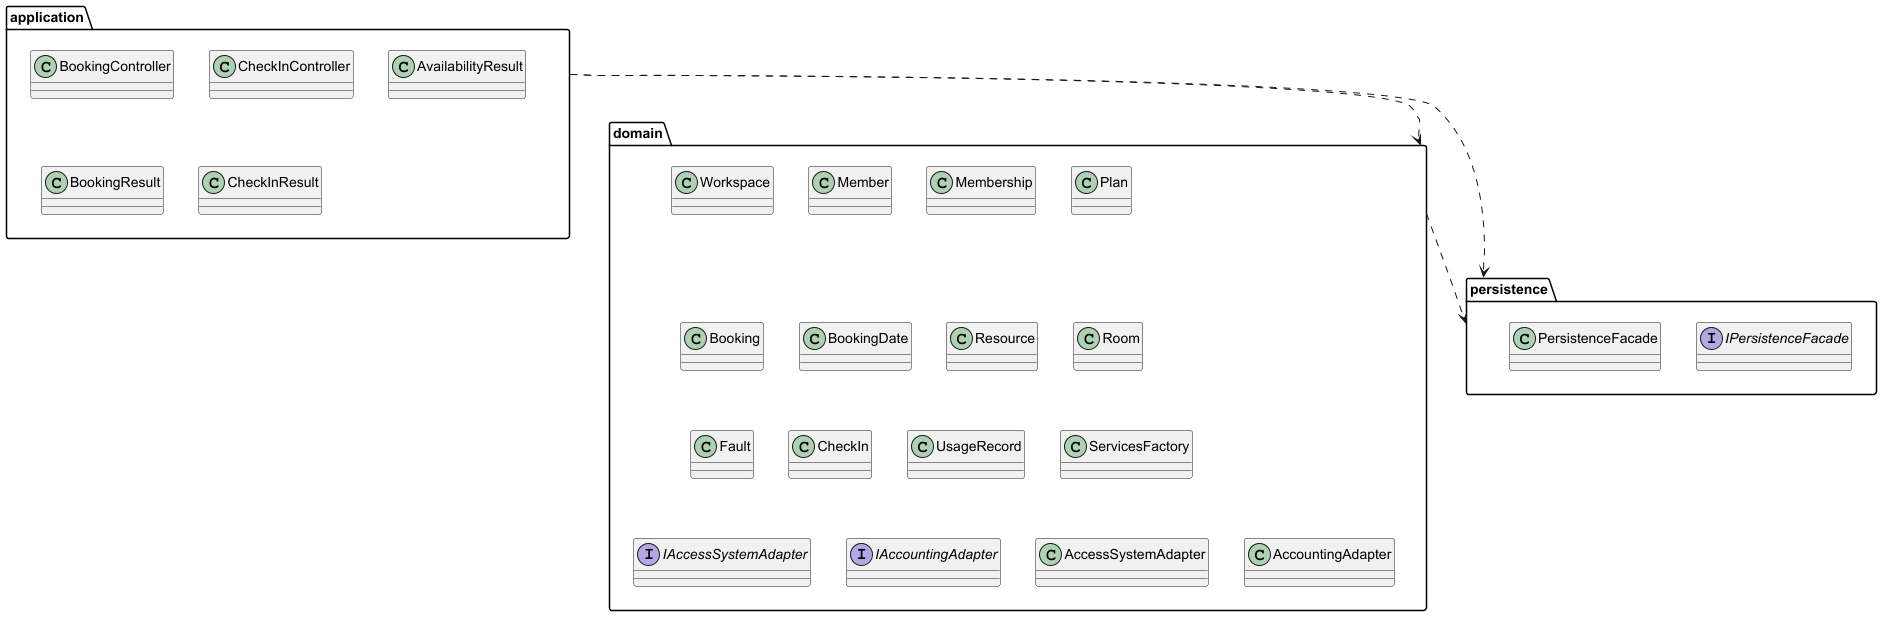 application
C BookingController
C CheckInController
C AvailabilityResult
C BookingResult
C CheckInResult
domain
C Workspace
C Member
C Membership
C Plan
C Booking
C BookingDate
C Resource
C Room
C Fault
C CheckIn
C UsageRecord
C ServicesFactory
I IAccessSystemAdapter
I IAccountingAdapter
C AccessSystemAdapter
C AccountingAdapter
persistence
C PersistenceFacade
I IPersistenceFacade